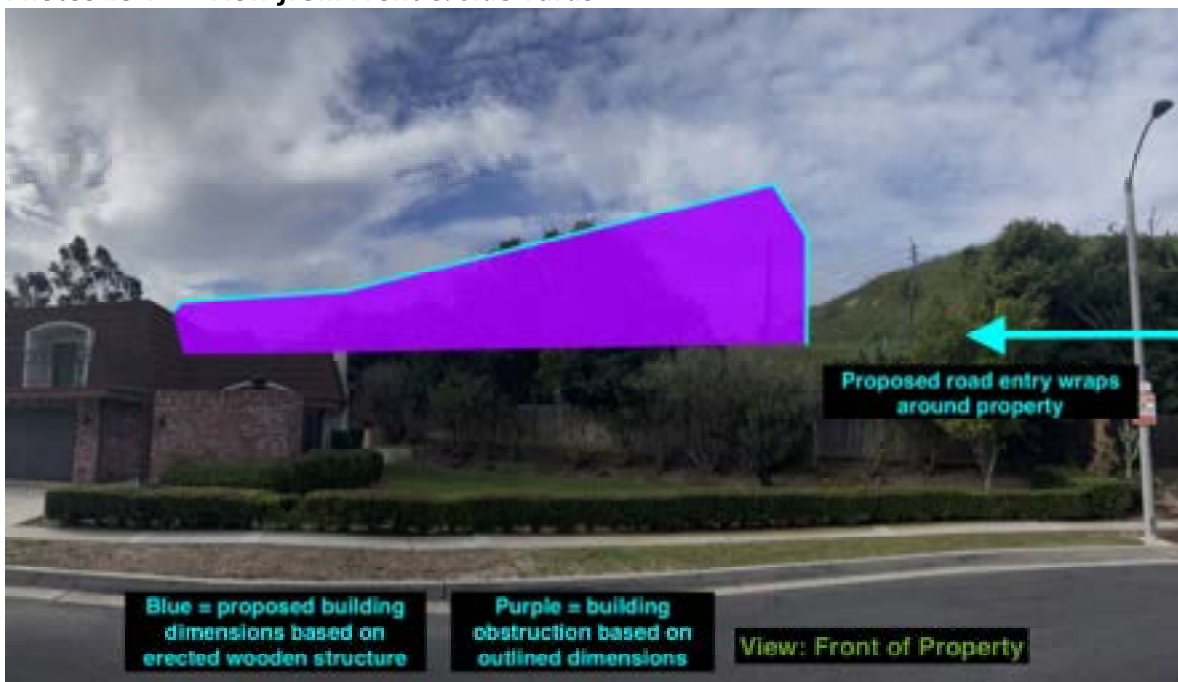 Proposed road entry wraps
around property
Blue = proposed building
dimensions based on
erected wooden structure
Purple = building
obstruction based on
outlined dimensions
View: Front of Property